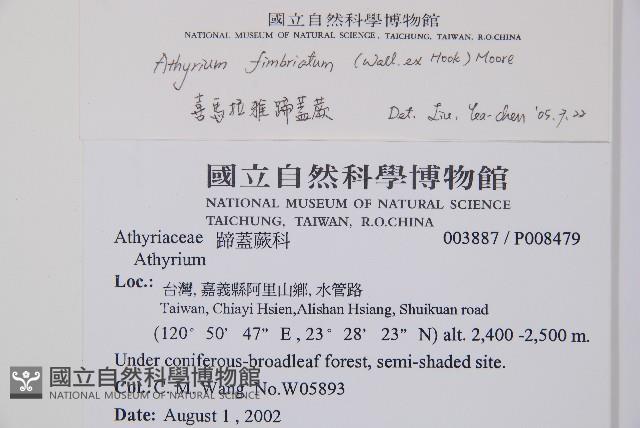 國立自然科學博物館
NATIONAL MUSEUM OF NATURAL SCIENCE, TAICHUNG, TAIWAN, R.O.CHINA
Athyrium fimbriatum (Wall. ex Hook) Moore
喜馬拉雅蹄蓋蕨 Det. Liu, Yea-chen '05.7.22
國立自然科學博物館
NATIONAL MUSEUM OF NATURAL SCIENCE
TAICHUNG, TAIWAN, R.O.CHINA
Athyriaceae 蹄蓋蕨科 003887 / P008479
Athyrium
Loc.: 台灣, 嘉義縣阿里山鄉, 水管路
Taiwan, Chiayi Hsien,Alishan Hsiang, Shuikuan road
(120° 50' 47" E , 23° 28' 23" N) alt. 2,400 -2,500 m.
Under coniferous-broadleaf forest, semi-shaded site.
國立自然科學博物館
Col.: C. M. Wang No.W05893
NATIONAL MUSEUM OF NATURAL SCIENCE
Date: August 1 , 2002